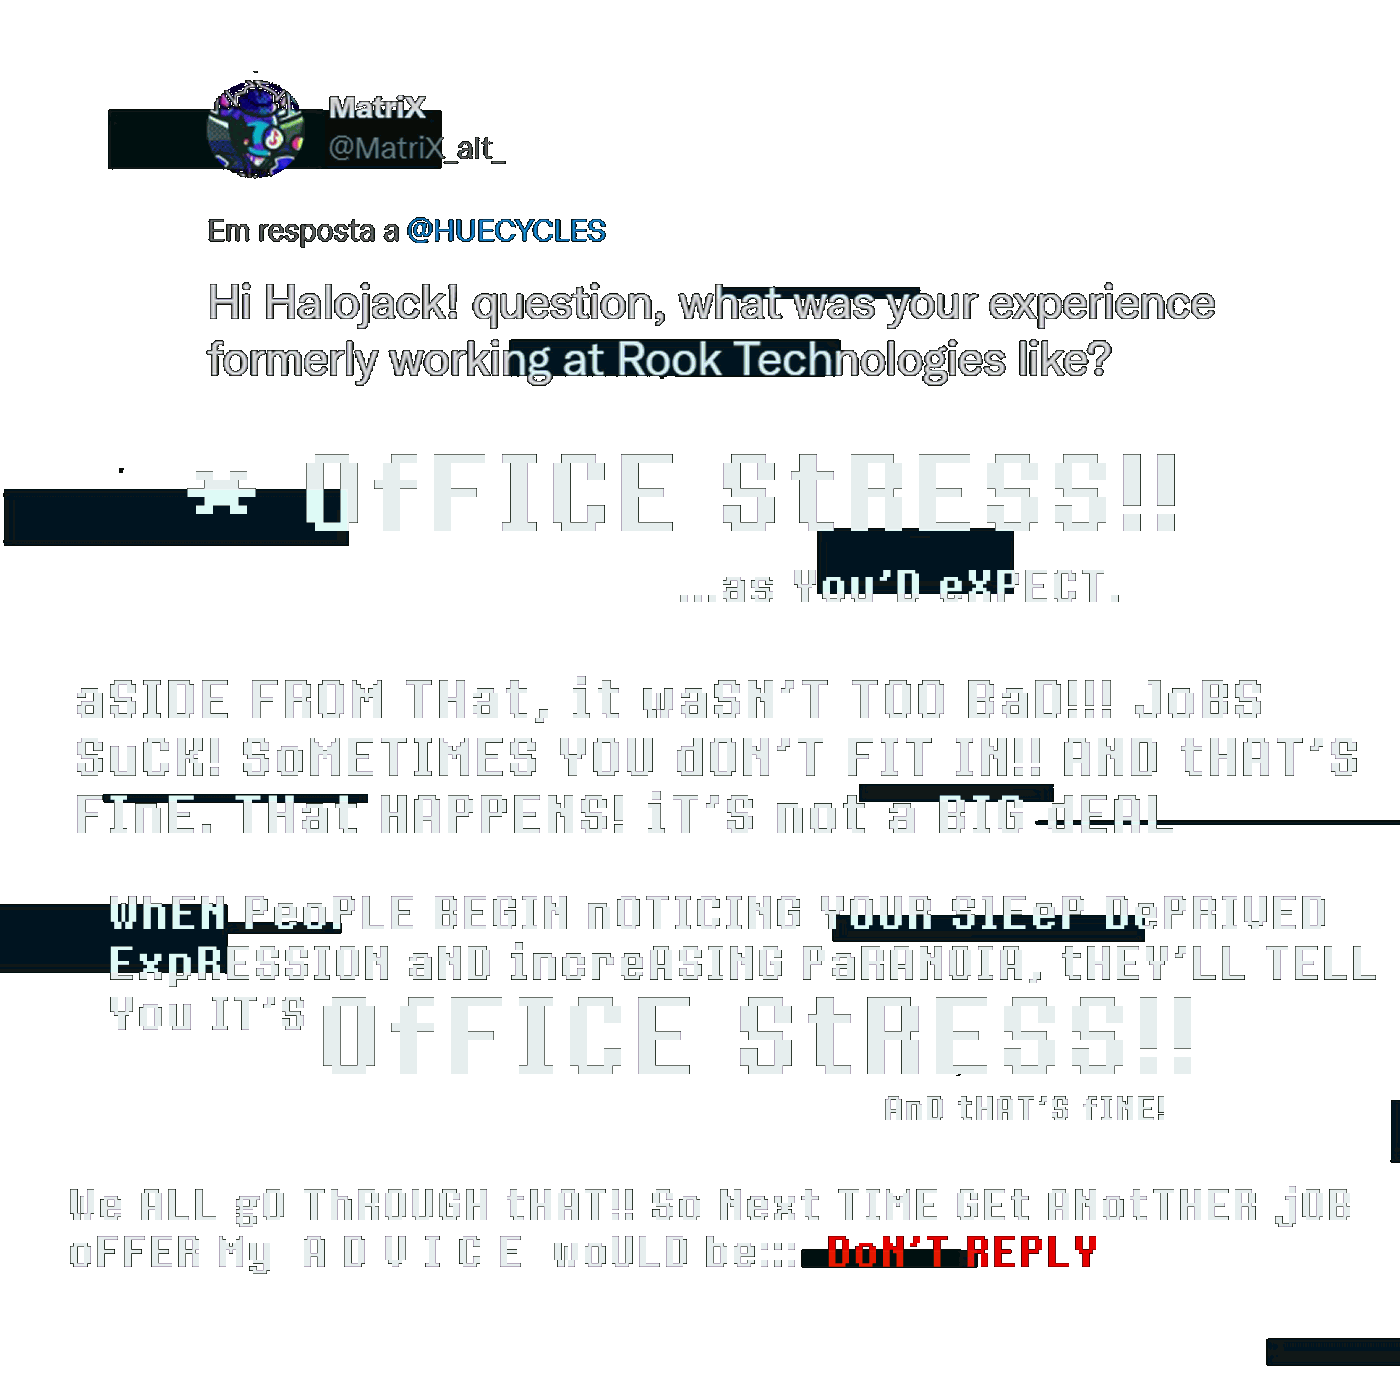 MatriX
@MatriX_alt_
Em resposta a @HUECYCLES
Hi Halojack! question, what was your experience
formerly working at Rook Technologies like?
* OfFICE StRESS!!
...as You'D eXPECT.
aSIDE FROM THat, it waSN'T TOO BaD!!! JoBS
SuCK! SoMETIMES YOU dON'T FIT IN!! AND tHAT'S
FInE. THat HAPPENS! iT'S not a BIG dEAL
WhEN PeoPLE BEGIN nOTICING YOUR SlEeP DePRIVED
ExpRESSION aND increASING PaRANOIA, tHEY'LL TELL
You IT'S OfFICE StRESS!!
AnD tHAT'S fINE!
We ALL gO ThROUGH tHAT!! So Next TIME GEt ANotTHER jOB
oFFER My A D V I C E woULD be::: DoN'T REPLY